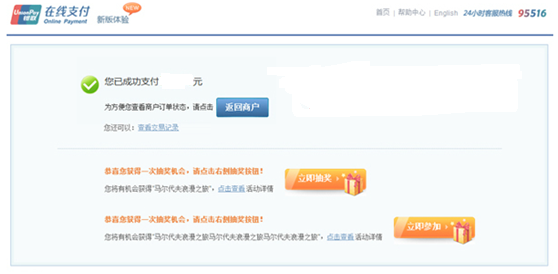 UnionPay 银联 在线支付 Online Payment 新版体验 NEW 首页 | 帮助中心 | English 24小时客服热线 95516
您已成功支付 元
为方便您查看商户订单状态，请点击 返回商户
您还可以：查看交易记录
恭喜您获得一次抽奖机会，请点击右侧抽奖按钮！
您将有机会获得“马尔代夫浪漫之旅”，点击查看活动详情 立即抽奖
恭喜您获得一次抽奖机会，请点击右侧抽奖按钮！
您将有机会获得“马尔代夫浪漫之旅马尔代夫浪漫之旅马尔代夫浪漫之旅”，点击查看活动详情 立即参加